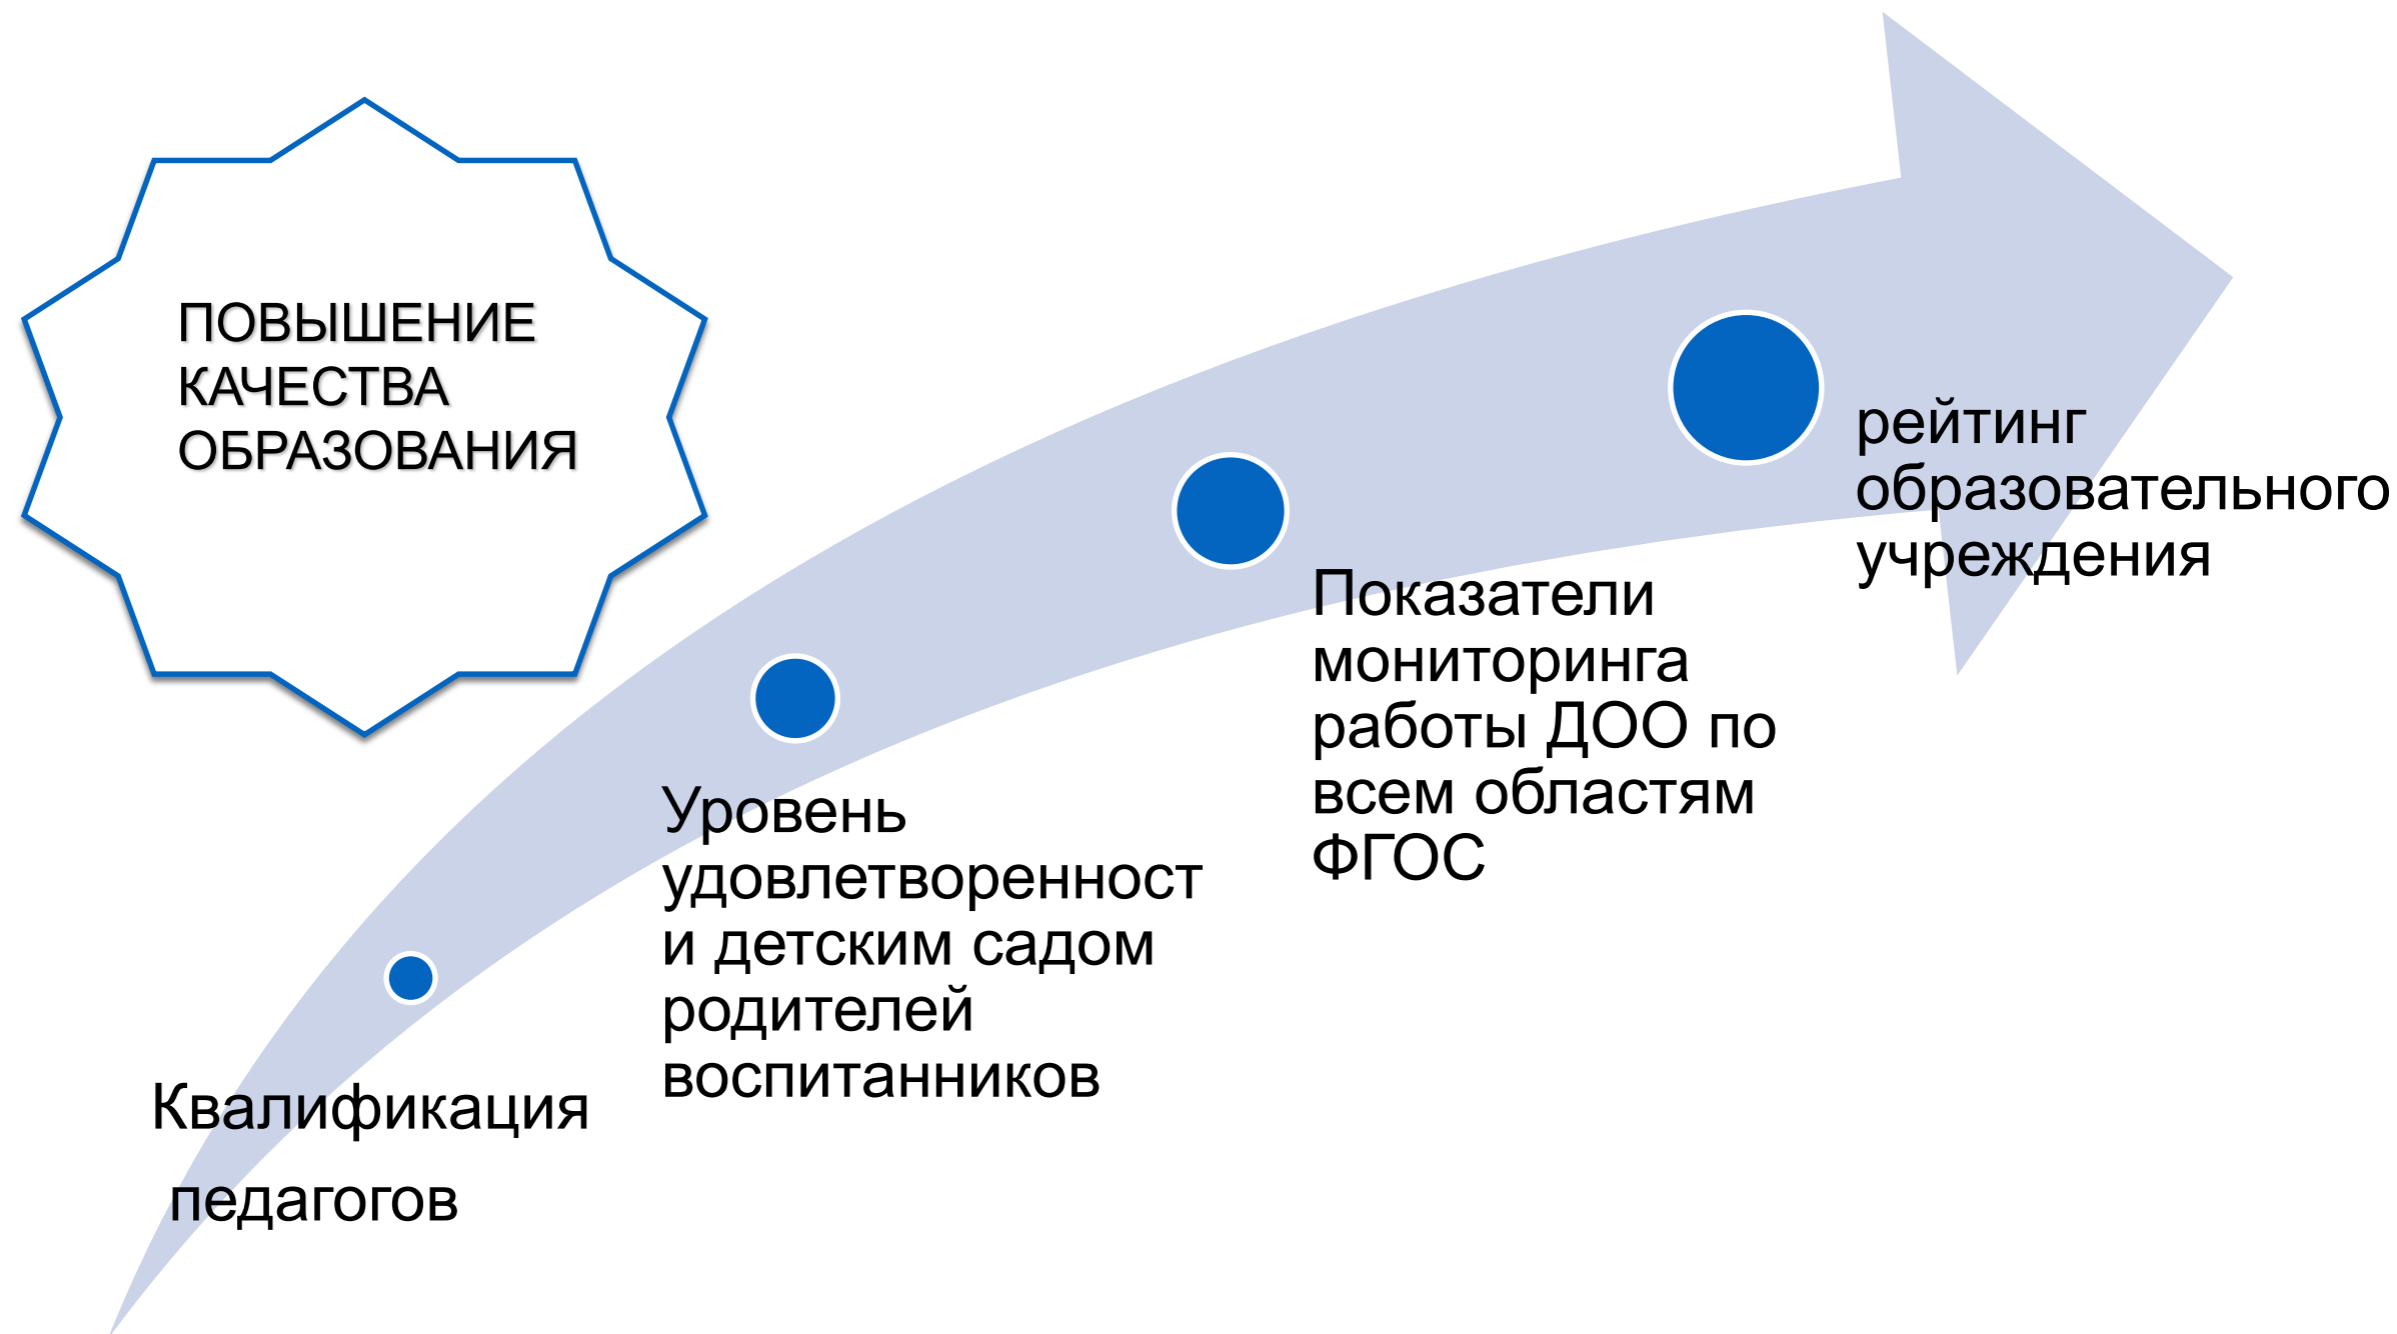 ПОВЫШЕНИЕ
КАЧЕСТВА
ОБРАЗОВАНИЯ
Квалификация
педагогов
Уровень
удовлетворенност
и детским садом
родителей
воспитанников
Показатели
мониторинга
работы ДОО по
всем областям
ФГОС
рейтинг
образовательного
учреждения